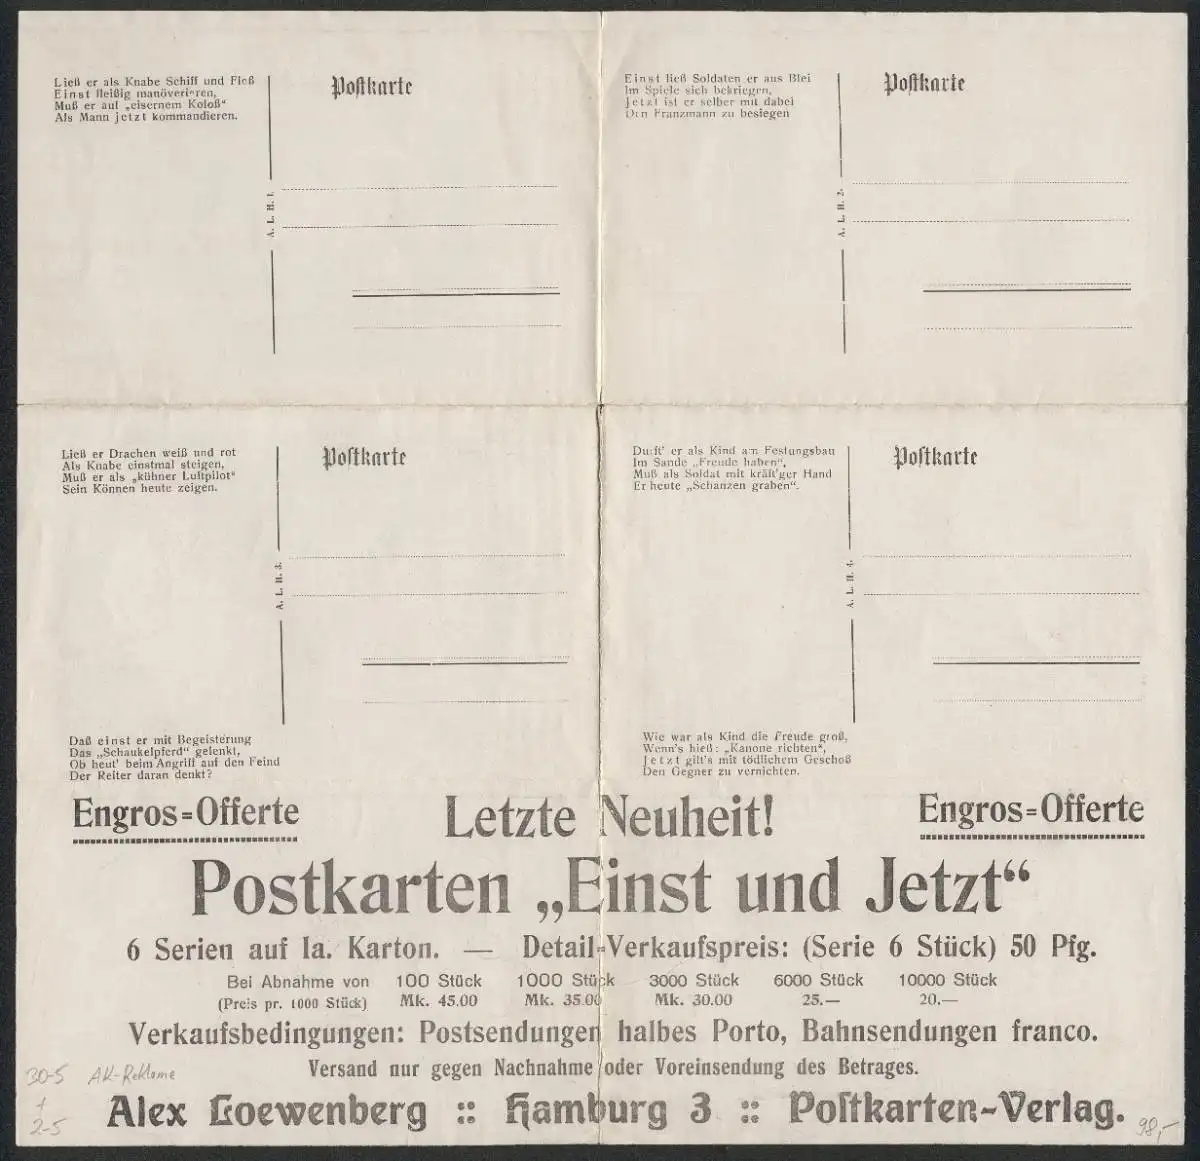 Ließ er als Knabe Schiff und Floß
Einst fleißig manöverieren,
Muß er auf „eisernem Koloß“
Als Mann jetzt kommandieren.
Postkarte
A. L. H. 1.
Einst ließ Soldaten er aus Blei
Im Spiele sich bekriegen,
Jetzt ist er selber mit dabei
Den Franzmann zu besiegen
Postkarte
A. L. H. 2.
Ließ er Drachen weiß und rot
Als Knabe einstmal steigen,
Muß er als „kühner Luftpilot“
Sein Können heute zeigen.
Postkarte
A. L. H. 3.
Durft' er als Kind am Festungsbau
Im Sande „Freude haben“,
Muß als Soldat mit kräft'ger Hand
Er heute „Schanzen graben“.
Postkarte
A. L. H. 4.
Daß einst er mit Begeisterung
Das „Schaukelpferd“ gelenkt,
Ob heut' beim Angriff auf den Feind
Der Reiter daran denkt?
Wie war als Kind die Freude groß,
Wenn's hieß: „Kanone richten“,
Jetzt gilt's mit tödlichem Geschoß
Den Gegner zu vernichten.
Engros=Offerte
Letzte Neuheit!
Engros=Offerte
Postkarten „Einst und Jetzt“
6 Serien auf Ia. Karton. — Detail-Verkaufspreis: (Serie 6 Stück) 50 Pfg.
Bei Abnahme von 100 Stück 1000 Stück 3000 Stück 6000 Stück 10000 Stück
(Preis pr. 1000 Stück) Mk. 45.00 Mk. 35.00 Mk. 30.00 25.— 20.—
Verkaufsbedingungen: Postsendungen halbes Porto, Bahnsendungen franco.
Versand nur gegen Nachnahme oder Voreinsendung des Betrages.
30-5 AK-Reklame
1
2-5
Alex Loewenberg :: Hamburg 3 :: Postkarten-Verlag.
98,-